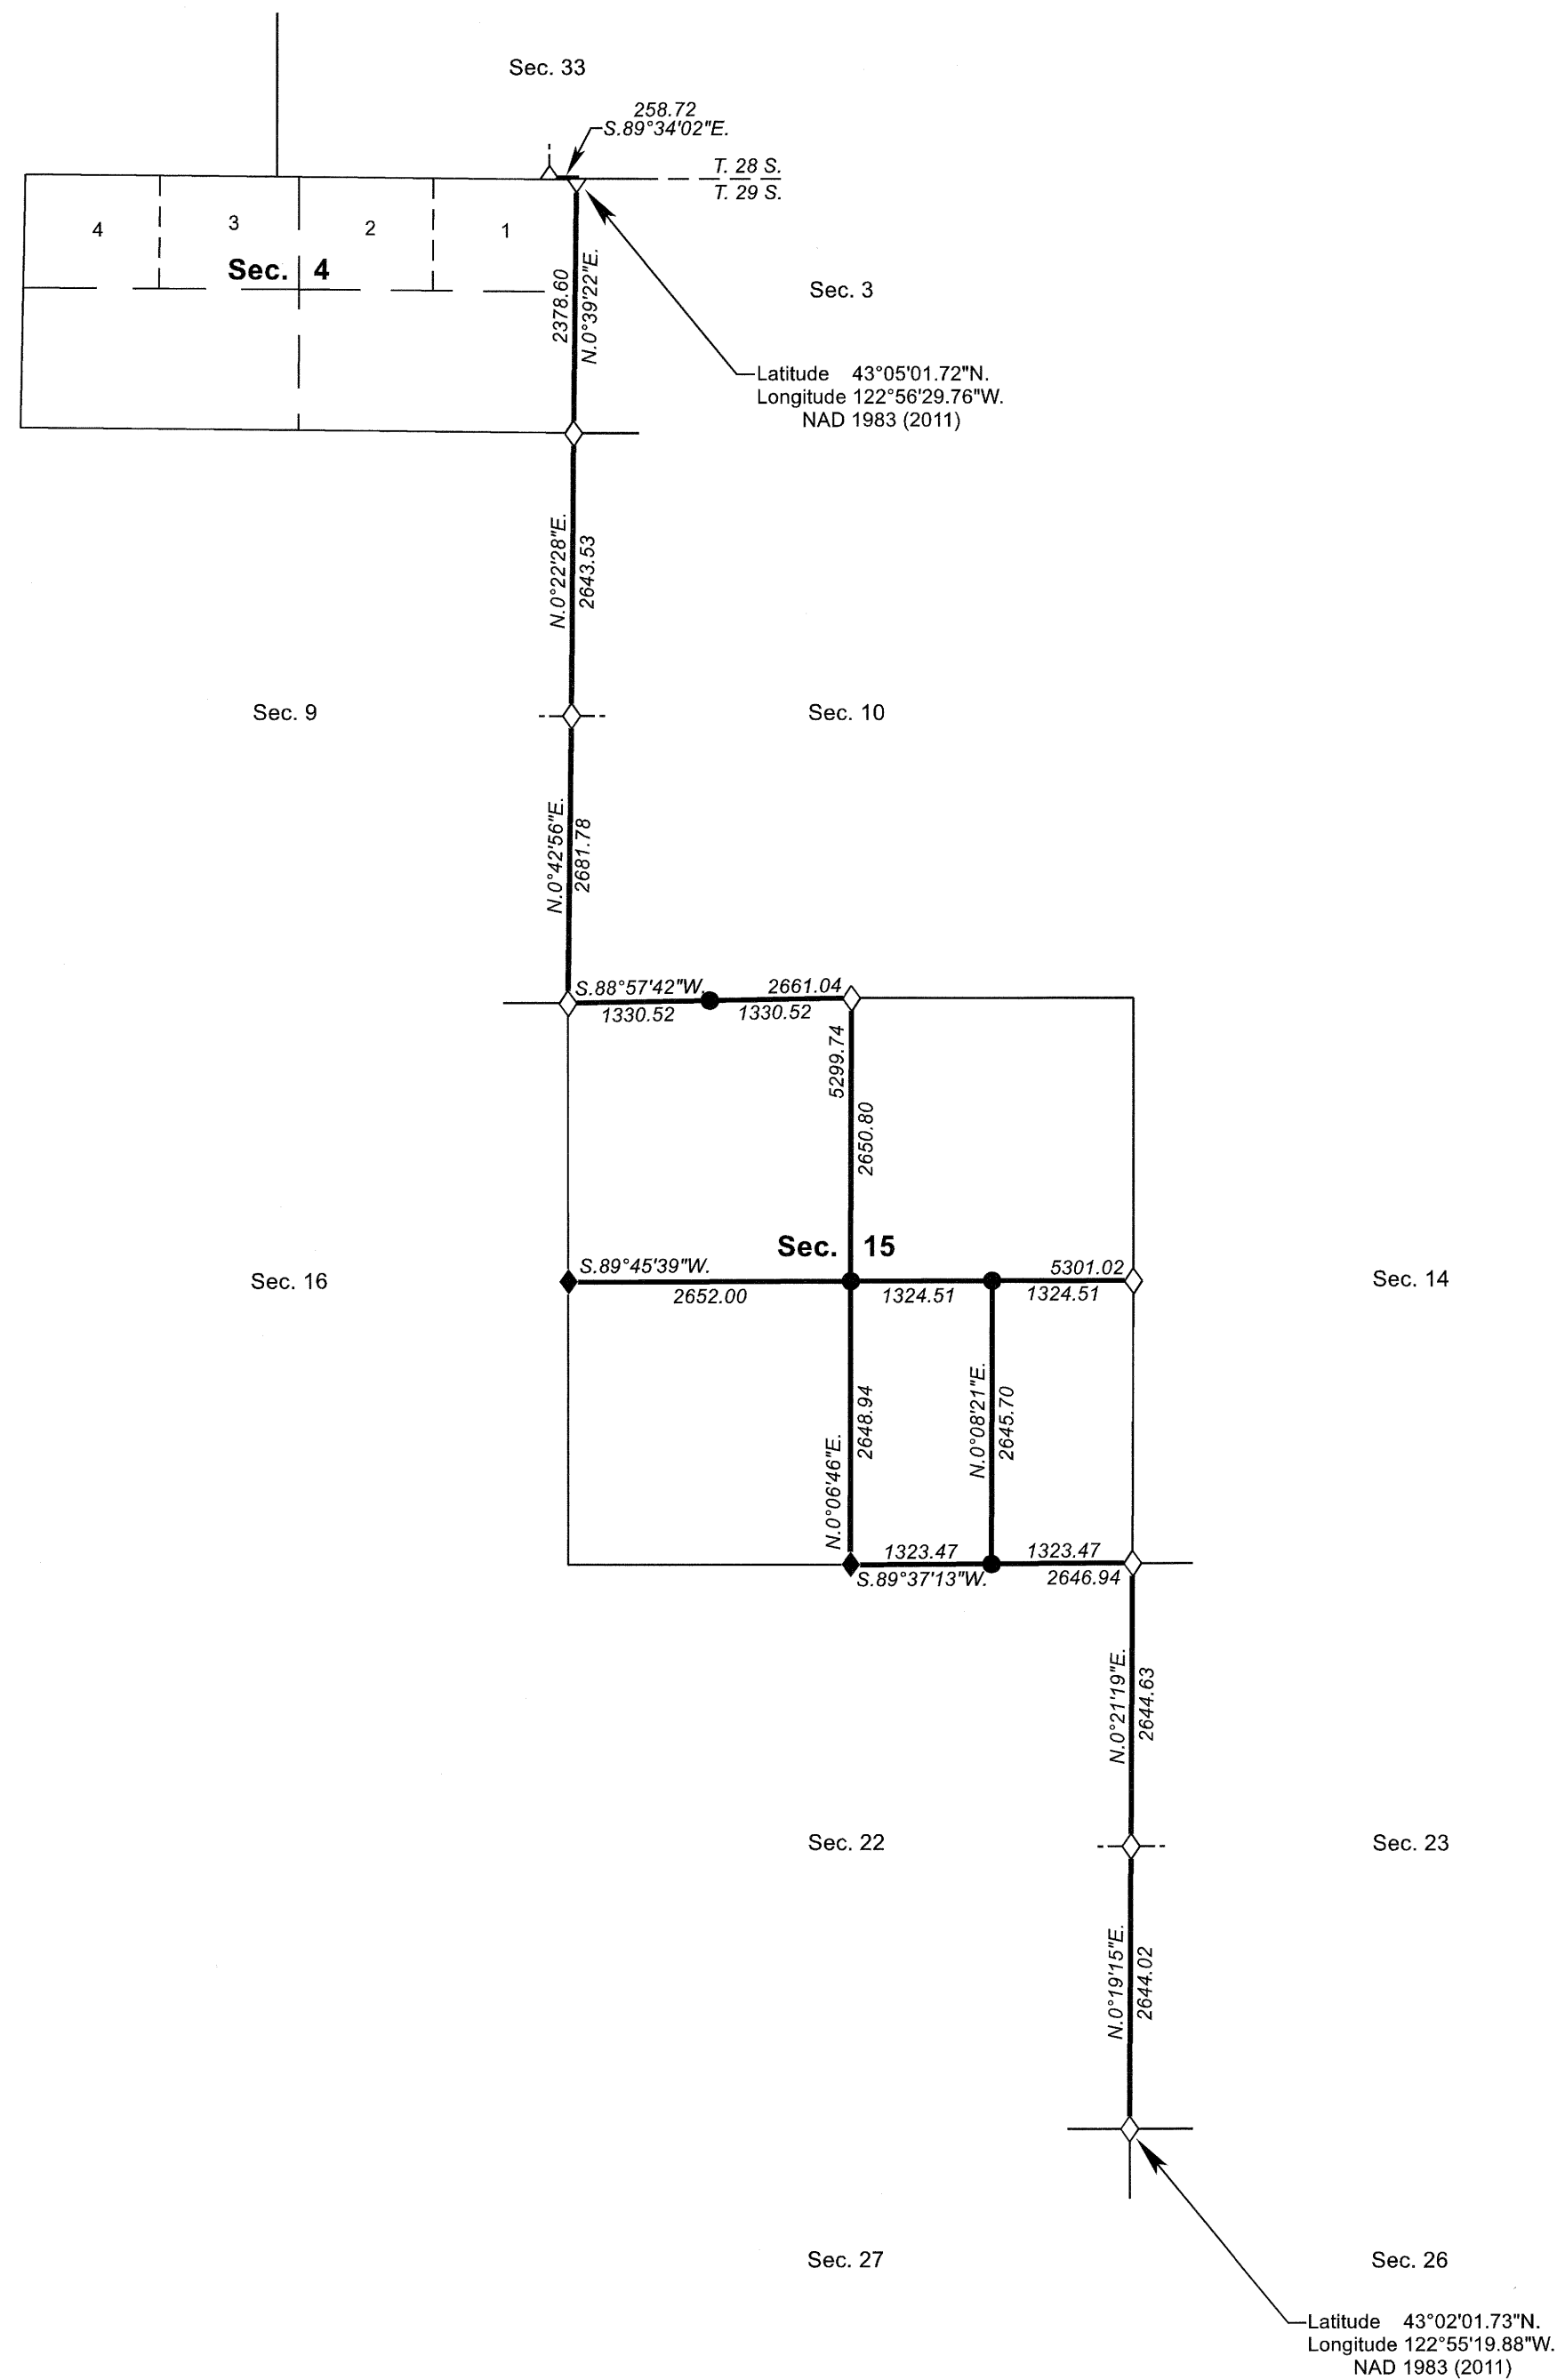 Sec. 33
258.72
S.89°34'02"E.
T. 28 S.
T. 29 S.
4
3
2
1
Sec. 4
2378.60
N.0°39'22"E.
Sec. 3
Latitude 43°05'01.72"N.
Longitude 122°56'29.76"W.
NAD 1983 (2011)
N.0°22'28"E.
2643.53
Sec. 9
Sec. 10
N.0°42'56"E.
2681.78
S.88°57'42"W.
2661.04
1330.52
1330.52
5299.74
2650.80
Sec. 15
Sec. 16
S.89°45'39"W.
5301.02
2652.00
1324.51
1324.51
Sec. 14
N.0°06'46"E.
2648.94
N.0°08'21"E.
2645.70
1323.47
1323.47
S.89°37'13"W.
2646.94
N.0°21'19"E.
2644.63
Sec. 22
Sec. 23
N.0°19'15"E.
2644.02
Sec. 27
Sec. 26
Latitude 43°02'01.73"N.
Longitude 122°55'19.88"W.
NAD 1983 (2011)